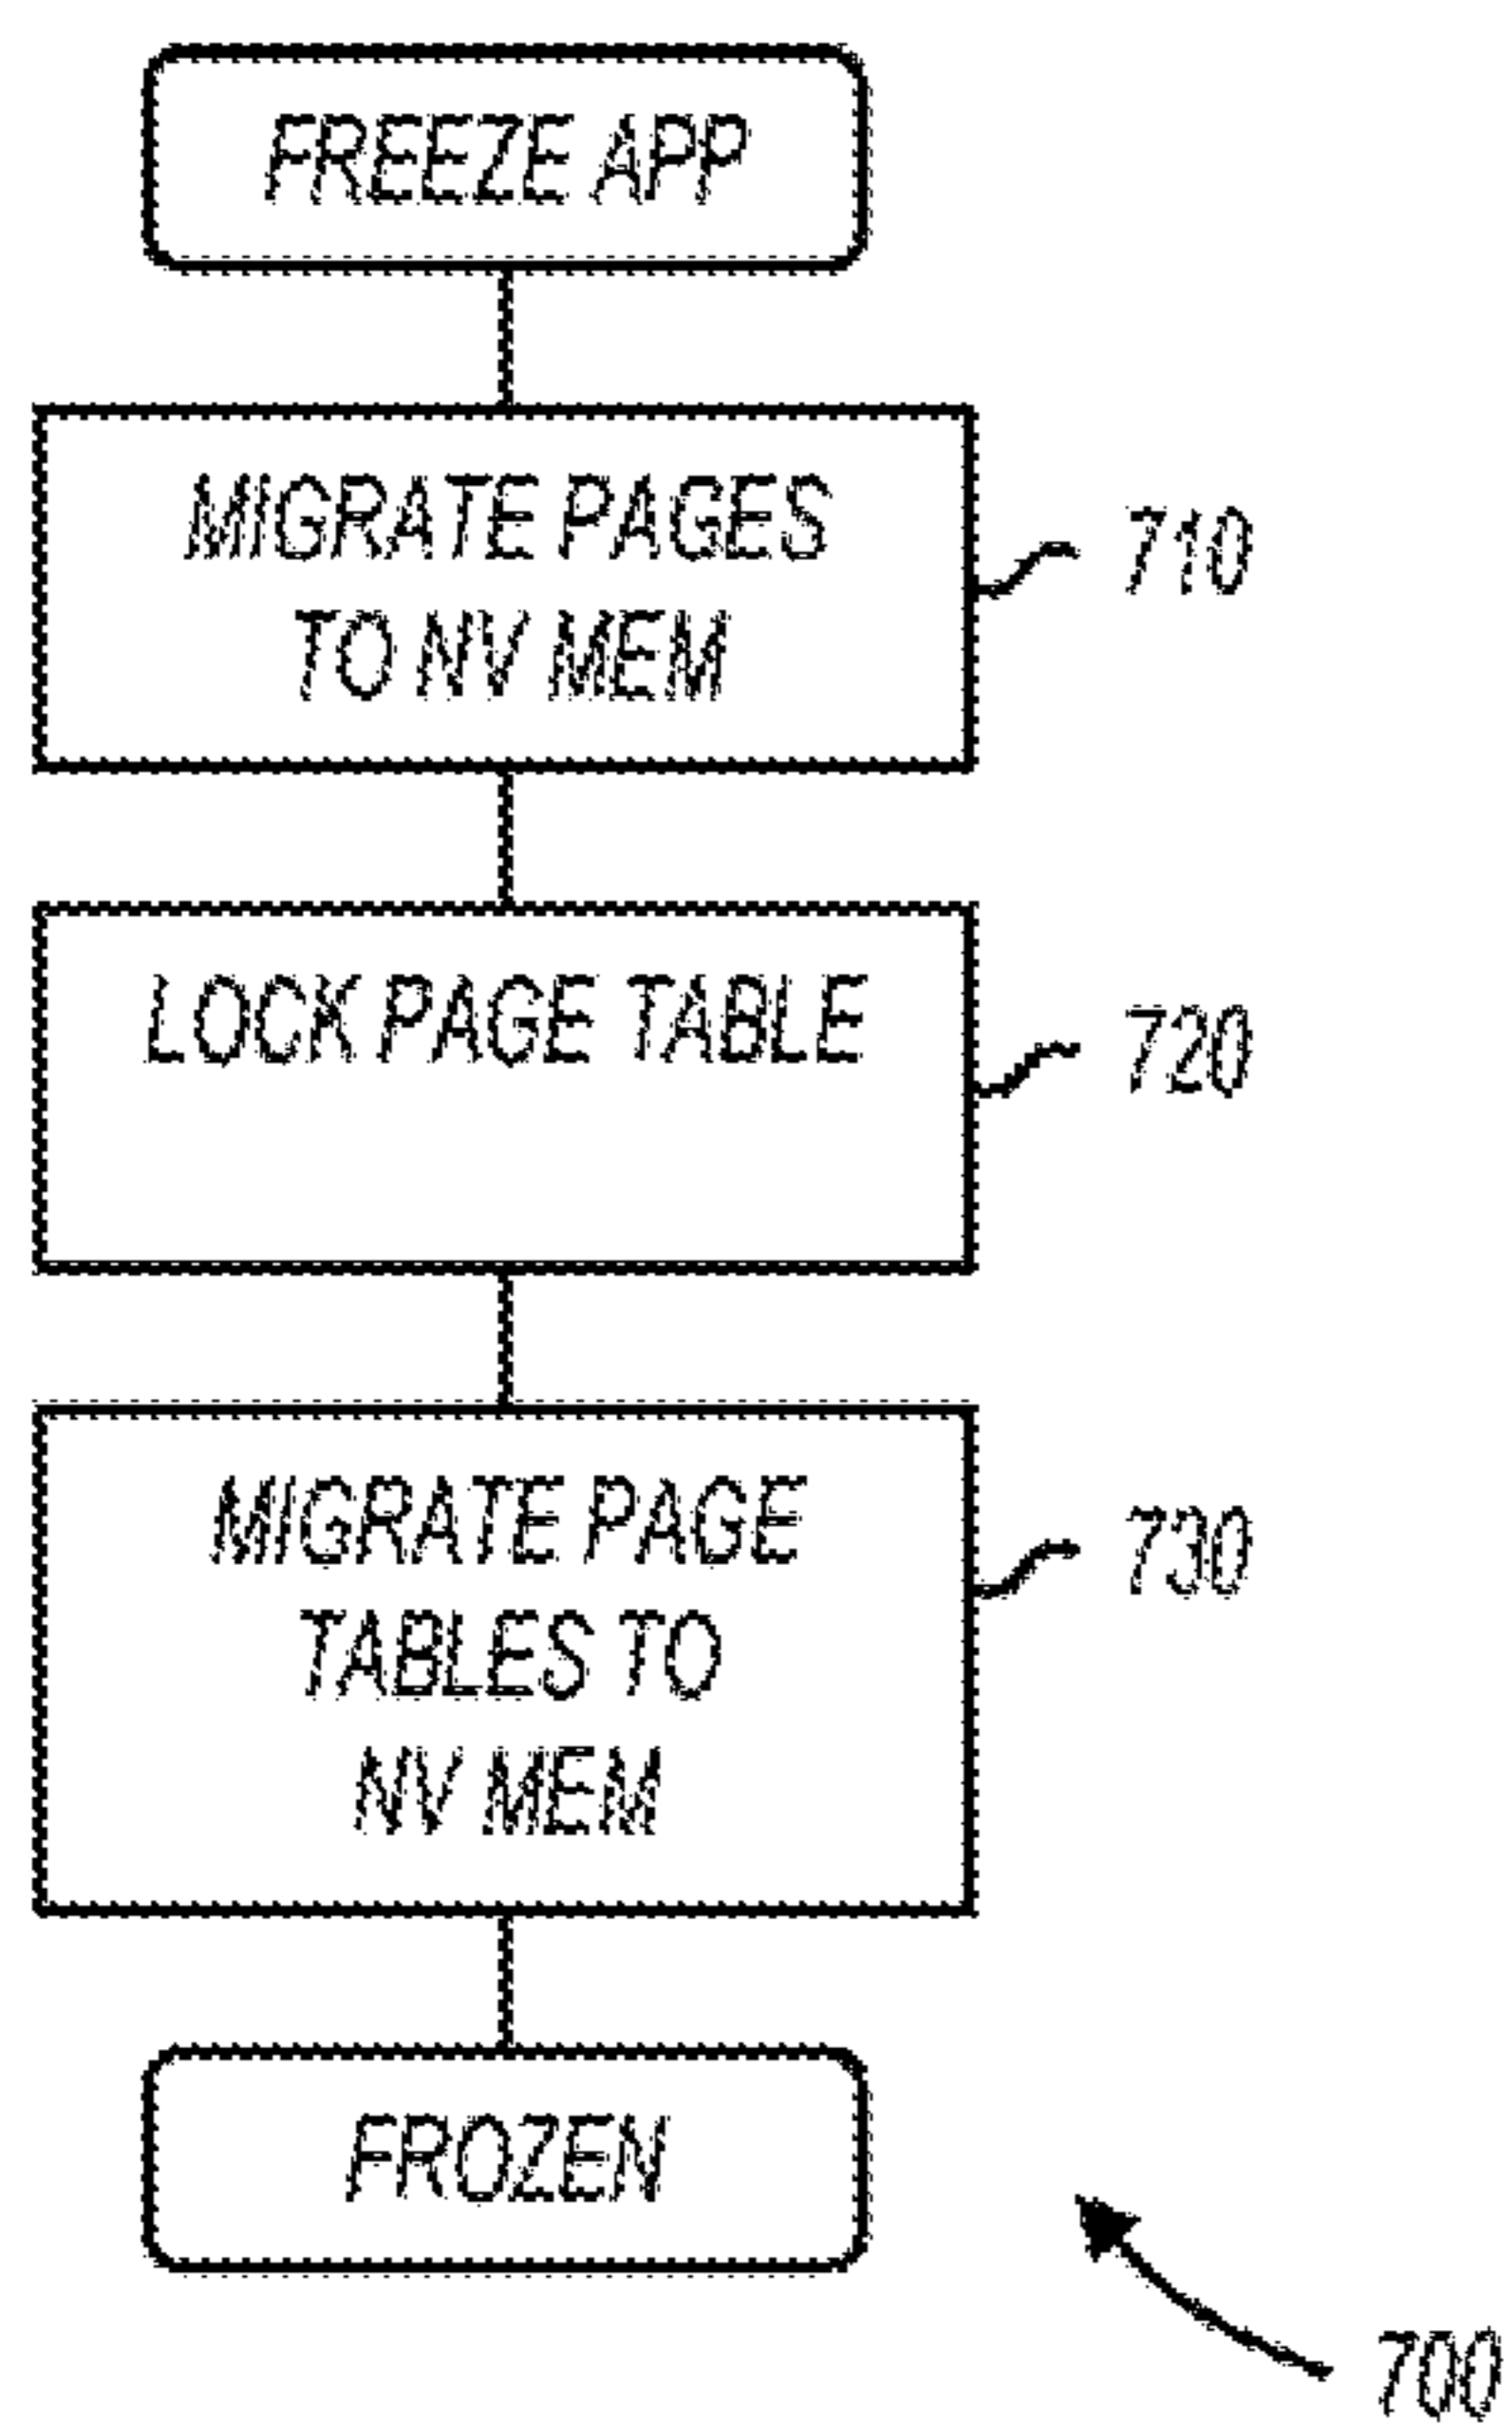 FREEZE APP
MIGRATE PAGES
TO NV MEM
710
LOCK PAGE TABLE
720
MIGRATE PAGE
TABLES TO
NV MEM
730
FROZEN
700